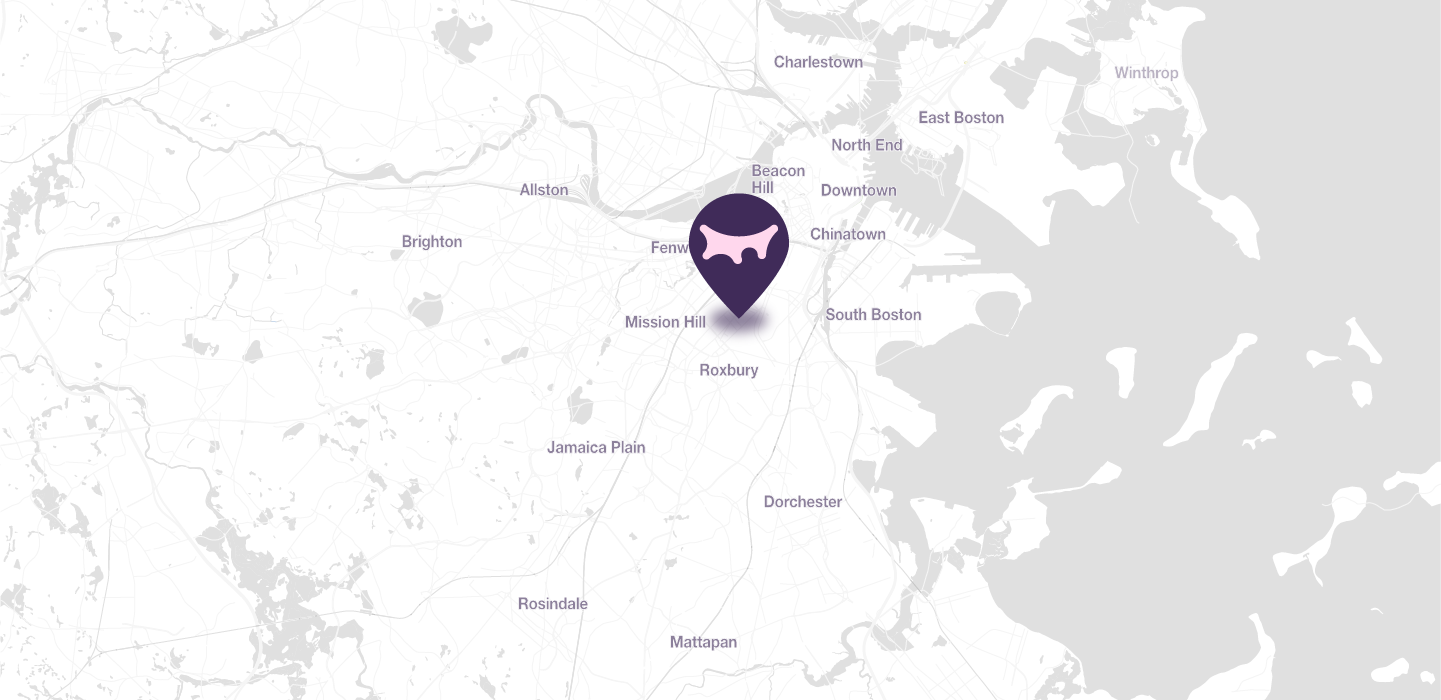 Charlestown
Winthrop
East Boston
North End
Beacon
Hill
Allston
Downtown
Chinatown
Brighton
Fenw
South Boston
Mission Hill
Roxbury
Jamaica Plain
Dorchester
Rosindale
Mattapan